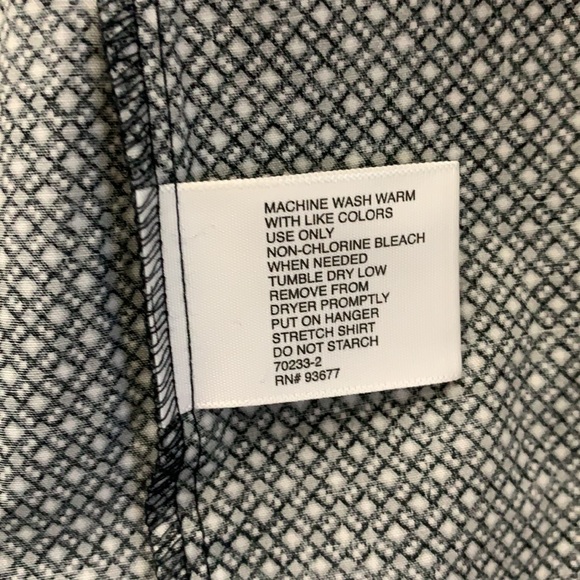 MACHINE WASH WARM
WITH LIKE COLORS
USE ONLY
NON-CHLORINE BLEACH
WHEN NEEDED
TUMBLE DRY LOW
REMOVE FROM
DRYER PROMPTLY
PUT ON HANGER
STRETCH SHIRT
DO NOT STARCH
70233-2
RN# 93677